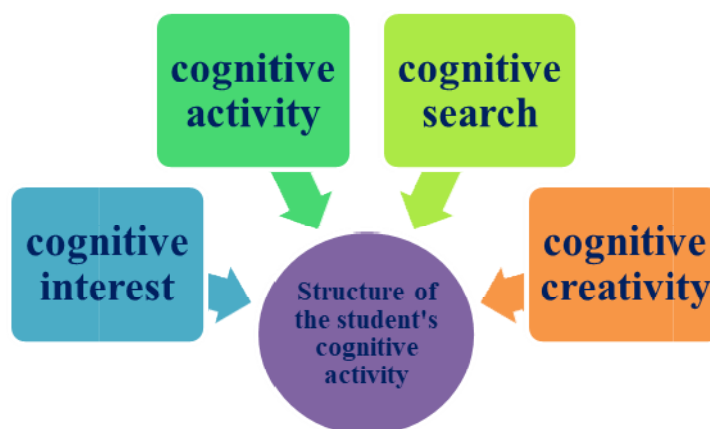 cognitive
activity
cognitive
search
cognitive
interest
cognitive
creativity
Structure of
the student's
cognitive
activity